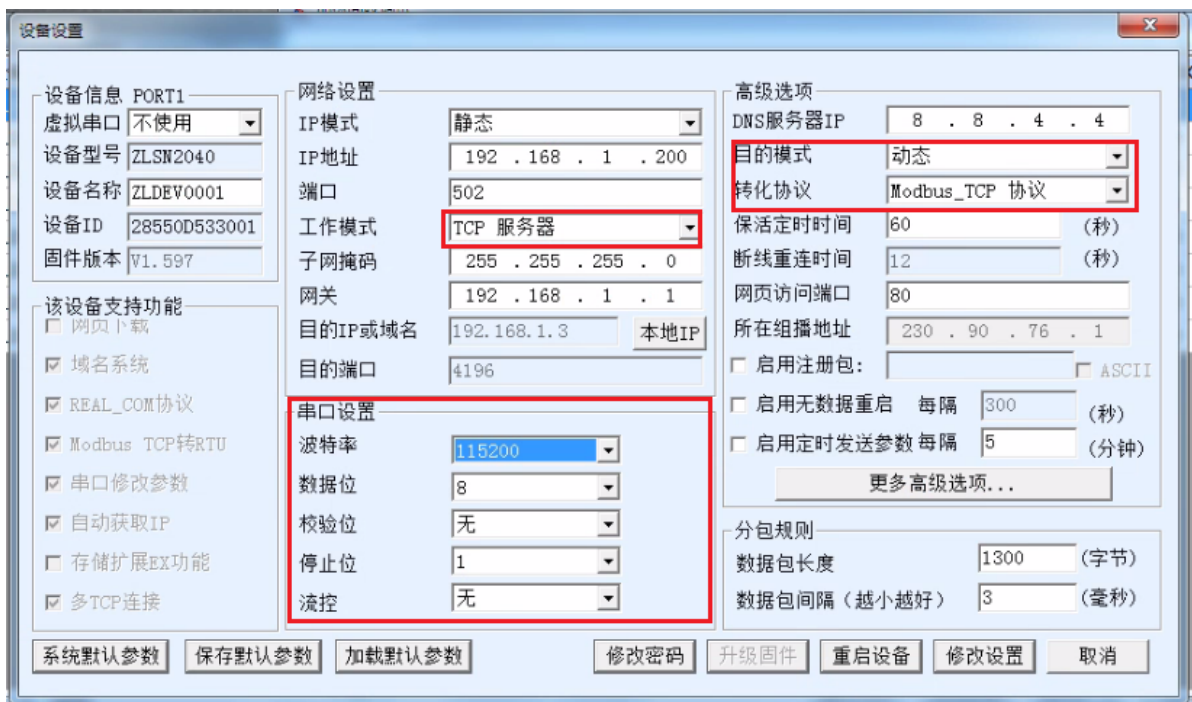 设备设置
设备信息 PORT1
虚拟串口 不使用
设备型号 ZLSN2040
设备名称 ZLDEV0001
设备ID 28550D533001
固件版本 V1.597
该设备支持功能
网页下载
域名系统
REAL_COM协议
Modbus TCP转RTU
串口修改参数
自动获取IP
存储扩展EX功能
多TCP连接
网络设置
IP模式 静态
IP地址 192 . 168 . 1 . 200
端口 502
工作模式 TCP 服务器
子网掩码 255 . 255 . 255 . 0
网关 192 . 168 . 1 . 1
目的IP或域名 192.168.1.3 本地IP
目的端口 4196
串口设置
波特率 115200
数据位 8
校验位 无
停止位 1
流控 无
高级选项
DNS服务器IP 8 . 8 . 4 . 4
目的模式 动态
转化协议 Modbus_TCP 协议
保活定时时间 60 (秒)
断线重连时间 12 (秒)
网页访问端口 80
所在组播地址 230 . 90 . 76 . 1
启用注册包: ASCII
启用无数据重启 每隔 300 (秒)
启用定时发送参数 每隔 5 (分钟)
更多高级选项...
分包规则
数据包长度 1300 (字节)
数据包间隔(越小越好) 3 (毫秒)
系统默认参数 保存默认参数 加载默认参数 修改密码 升级固件 重启设备 修改设置 取消